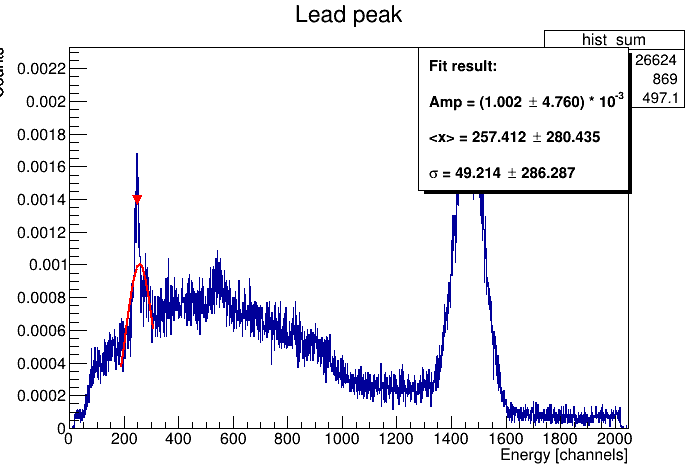 Lead peak
hist_sum
26624
869
497.1
Fit result:
Amp = (1.002 ± 4.760) * 10-3
<x> = 257.412 ± 280.435
σ = 49.214 ± 286.287
0.0022
0.002
0.0018
0.0016
0.0014
0.0012
0.001
0.0008
0.0006
0.0004
0.0002
0
0 200 400 600 800 1000 1200 1400 1600 1800 2000
Energy [channels]